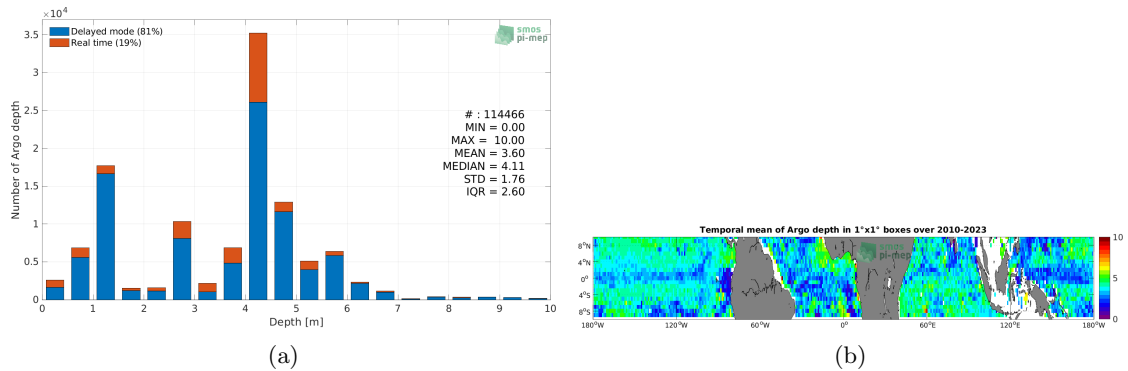 ×10⁴
Delayed mode (81%)
Real time (19%)
smos
pi-mep
3.5
3
2.5
2
1.5
1
0.5
0
Number of Argo depth
# : 114466
MIN = 0.00
MAX = 10.00
MEAN = 3.60
MEDIAN = 4.11
STD = 1.76
IQR = 2.60
0 1 2 3 4 5 6 7 8 9 10
Depth [m]
(a)
Temporal mean of Argo depth in 1°x1° boxes over 2010-2023
smos
pi-mep
8°N
4°N
0°
4°S
8°S
180°W 120°W 60°W 0° 60°E 120°E 180°W
10
5
0
(b)